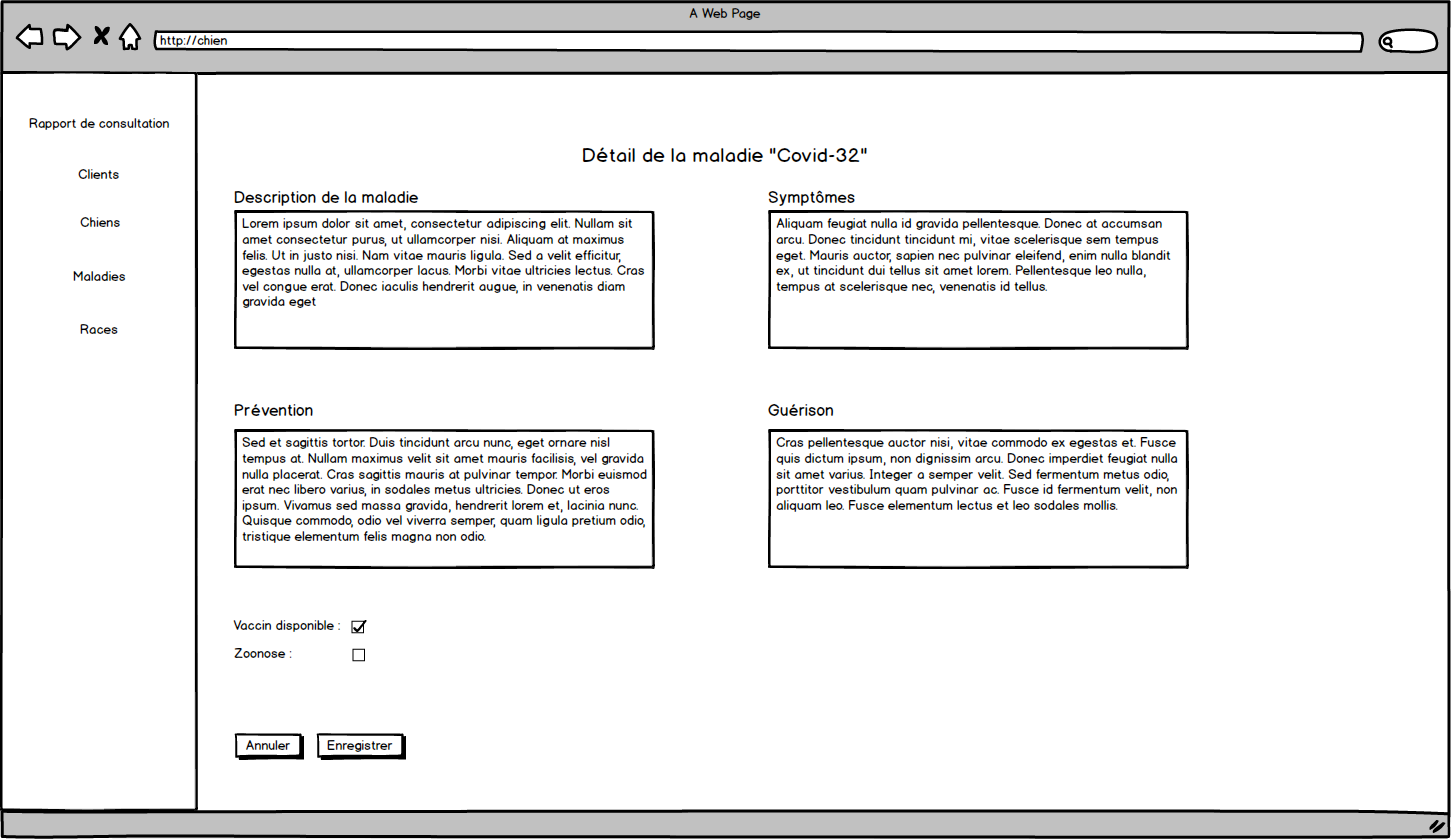 A Web Page
http://chien
Rapport de consultation
Clients
Chiens
Maladies
Races
Détail de la maladie "Covid-32"
Description de la maladie
Lorem ipsum dolor sit amet, consectetur adipiscing elit. Nullam sit
amet consectetur purus, ut ullamcorper nisi. Aliquam at maximus
felis. Ut in justo nisi. Nam vitae mauris ligula. Sed a velit efficitur,
egestas nulla at, ullamcorper lacus. Morbi vitae ultricies lectus. Cras
vel congue erat. Donec iaculis hendrerit augue, in venenatis diam
gravida eget
Symptômes
Aliquam feugiat nulla id gravida pellentesque. Donec at accumsan
arcu. Donec tincidunt tincidunt mi, vitae scelerisque sem tempus
eget. Mauris auctor, sapien nec pulvinar eleifend, enim nulla blandit
ex, ut tincidunt dui tellus sit amet lorem. Pellentesque leo nulla,
tempus at scelerisque nec, venenatis id tellus.
Prévention
Sed et sagittis tortor. Duis tincidunt arcu nunc, eget ornare nisl
tempus at. Nullam maximus velit sit amet mauris facilisis, vel gravida
nulla placerat. Cras sagittis mauris at pulvinar tempor. Morbi euismod
erat nec libero varius, in sodales metus ultricies. Donec ut eros
ipsum. Vivamus sed massa gravida, hendrerit lorem et, lacinia nunc.
Quisque commodo, odio vel viverra semper, quam ligula pretium odio,
tristique elementum felis magna non odio.
Guérison
Cras pellentesque auctor nisi, vitae commodo ex egestas et. Fusce
quis dictum ipsum, non dignissim arcu. Donec imperdiet feugiat nulla
sit amet varius. Integer a semper velit. Sed fermentum metus odio,
porttitor vestibulum quam pulvinar ac. Fusce id fermentum velit, non
aliquam leo. Fusce elementum lectus et leo sodales mollis.
Vaccin disponible :
Zoonose :
Annuler
Enregistrer